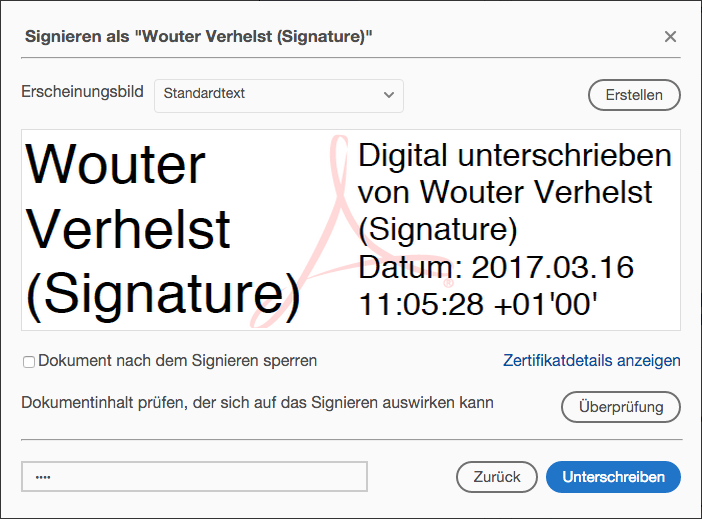 Signieren als "Wouter Verhelst (Signature)"
Erscheinungsbild Standardtext Erstellen
Wouter
Verhelst
(Signature)
Digital unterschrieben
von Wouter Verhelst
(Signature)
Datum: 2017.03.16
11:05:28 +01'00'
®
Dokument nach dem Signieren sperren Zertifikatdetails anzeigen
Dokumentinhalt prüfen, der sich auf das Signieren auswirken kann Überprüfung
•••• Zurück Unterschreiben